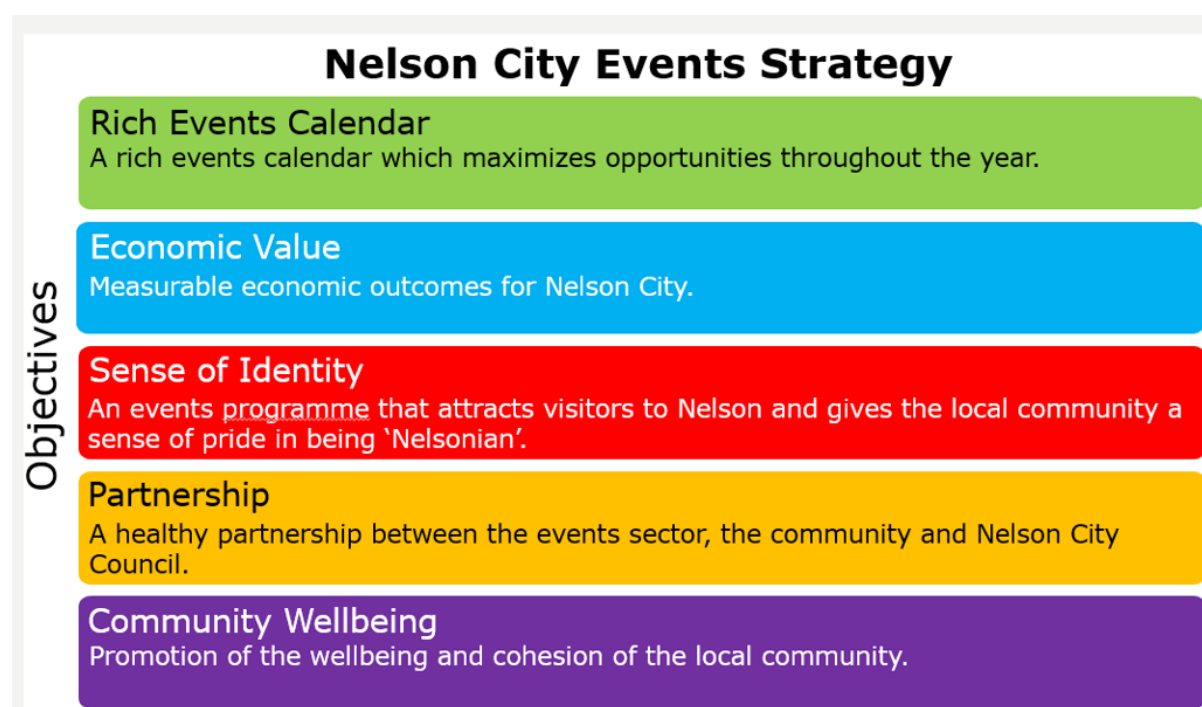 Nelson City Events Strategy
Objectives
Rich Events Calendar
A rich events calendar which maximizes opportunities throughout the year.
Economic Value
Measurable economic outcomes for Nelson City.
Sense of Identity
An events programme that attracts visitors to Nelson and gives the local community a
sense of pride in being ‘Nelsonian’.
Partnership
A healthy partnership between the events sector, the community and Nelson City
Council.
Community Wellbeing
Promotion of the wellbeing and cohesion of the local community.